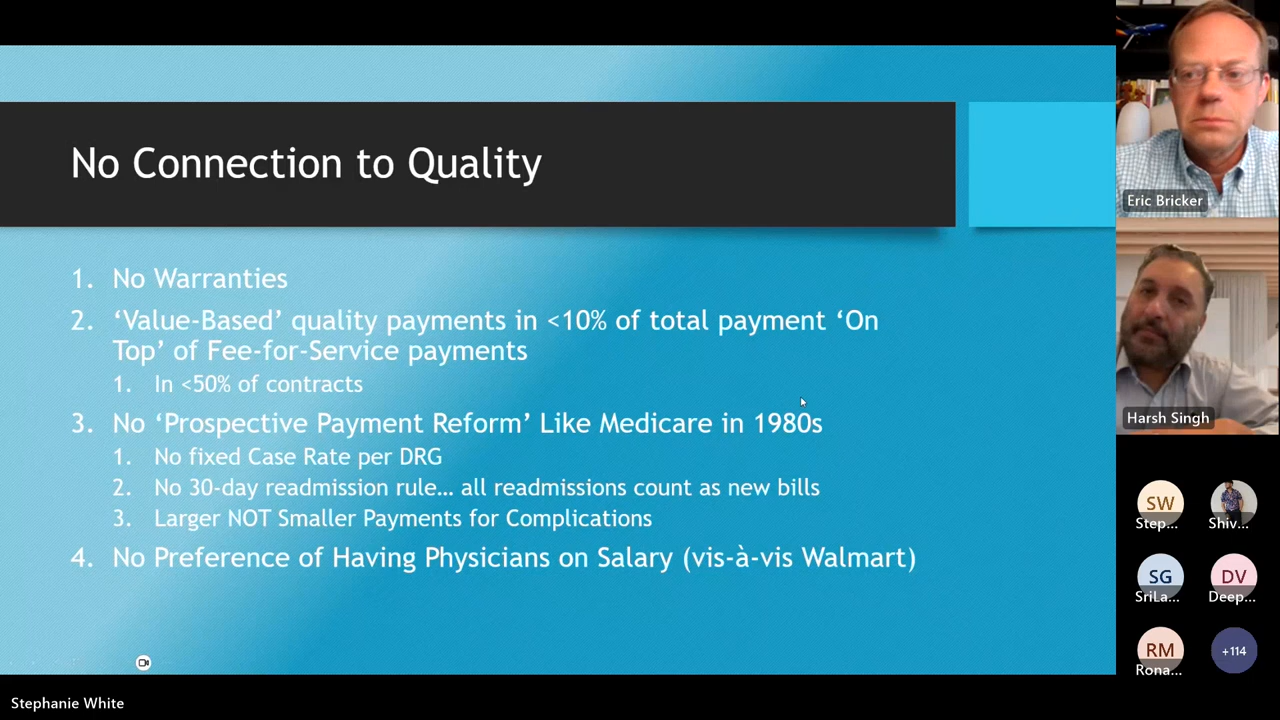 No Connection to Quality
1. No Warranties
2. ‘Value-Based’ quality payments in <10% of total payment ‘On
Top’ of Fee-for-Service payments
1. In <50% of contracts
3. No ‘Prospective Payment Reform’ Like Medicare in 1980s
1. No fixed Case Rate per DRG
2. No 30-day readmission rule… all readmissions count as new bills
3. Larger NOT Smaller Payments for Complications
4. No Preference of Having Physicians on Salary (vis-à-vis Walmart)
Eric Bricker
Harsh Singh
SW
Step...
Shiv...
SG
SriLa...
DV
Deep...
RM
Rona...
+114
Stephanie White